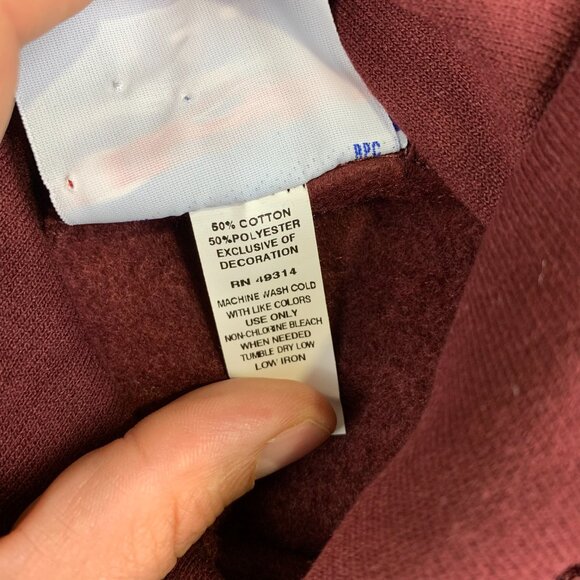 RPC
50% COTTON
50%POLYESTER
EXCLUSIVE OF
DECORATION
RN 49314
MACHINE WASH COLD
WITH LIKE COLORS
USE ONLY
NON-CHLORINE BLEACH
WHEN NEEDED
TUMBLE DRY LOW
LOW IRON